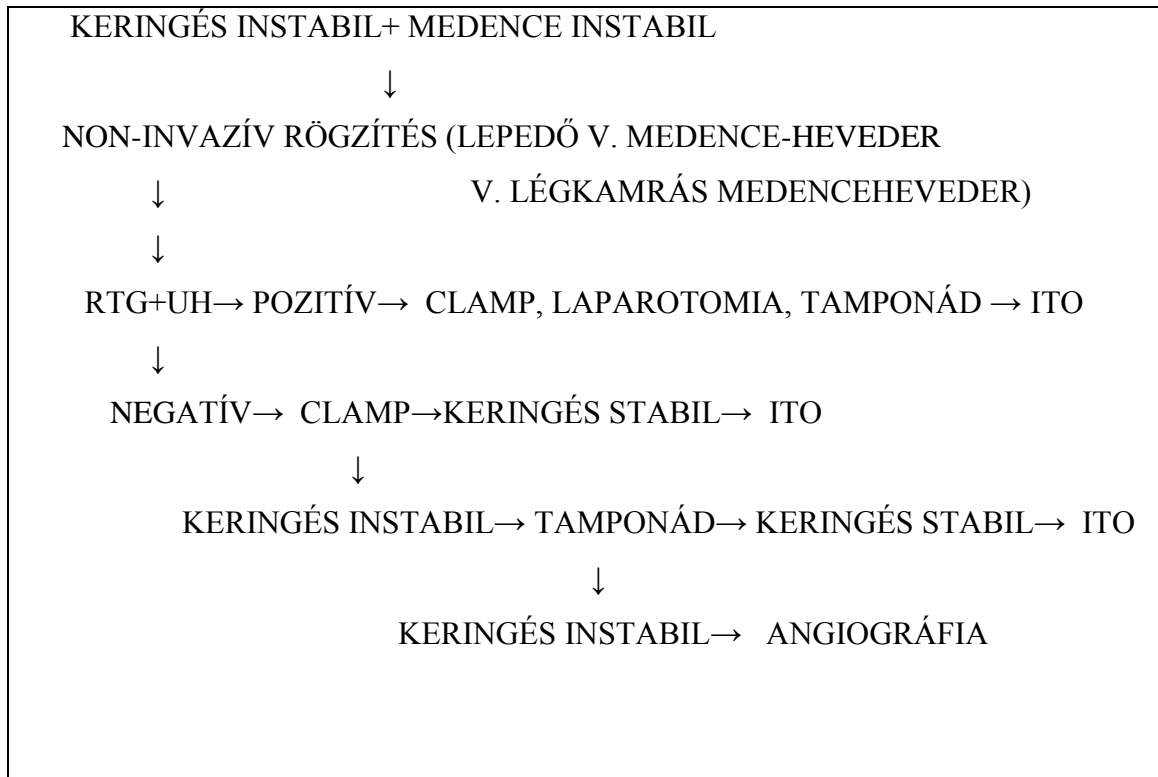 KERINGÉS INSTABIL+ MEDENCE INSTABIL
↓
NON-INVAZÍV RÖGZÍTÉS (LEPEDŐ V. MEDENCE-HEVEDER
↓ V. LÉGKAMRÁS MEDENCEHEVEDER)
↓
RTG+UH→ POZITÍV→ CLAMP, LAPAROTOMIA, TAMPONÁD → ITO
↓
NEGATÍV→ CLAMP→KERINGÉS STABIL→ ITO
↓
KERINGÉS INSTABIL→ TAMPONÁD→ KERINGÉS STABIL→ ITO
↓
KERINGÉS INSTABIL→ ANGIOGRÁFIA